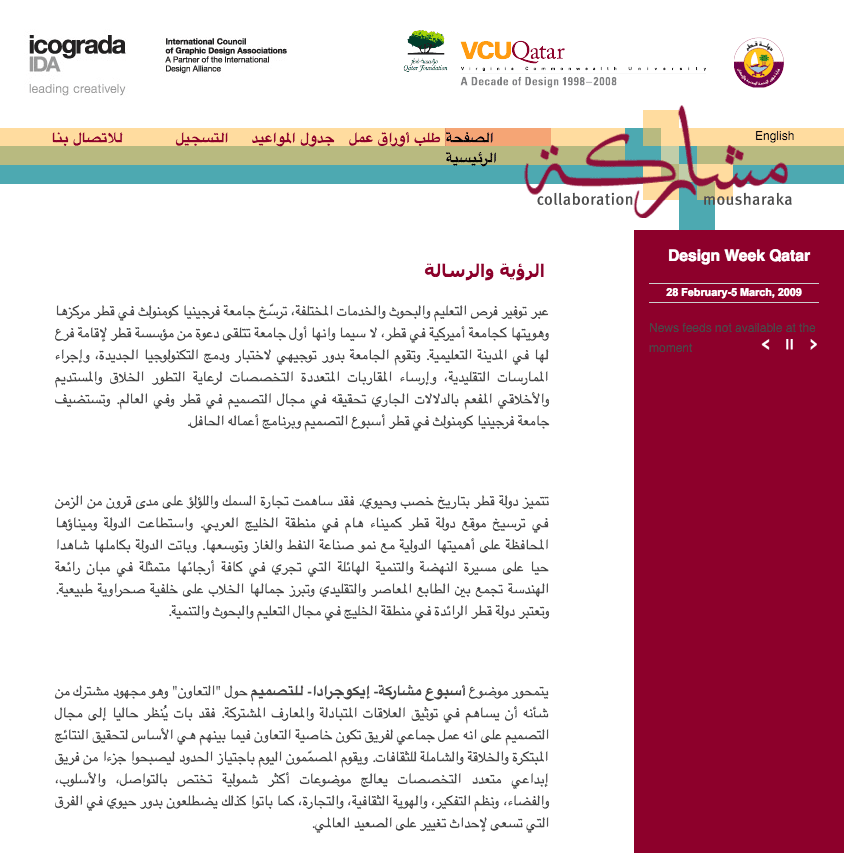 icograda
IDA
leading creatively
International Council
of Graphic Design Associations
A Partner of the International
Design Alliance
مؤسسة قطر
Qatar Foundation
VCUQatar
Virginia Commonwealth University
A Decade of Design 1998–2008
دولة قطر
English
الصفحة الرئيسية
طلب أوراق عمل
جدول المواعيد
التسجيل
للاتصال بنا
مشاركة
collaboration
mousharaka
الرؤية والرسالة
عبر توفير فرص التعليم والبحوث والخدمات المختلفة، ترسّخ جامعة فرجينيا كومنولث في قطر مركزها
وهويتها كجامعة أميركية في قطر، لا سيما وانها أول جامعة تتلقى دعوة من مؤسسة قطر لإقامة فرع
لها في المدينة التعليمية. وتقوم الجامعة بدور توجيهي لاختبار ودمج التكنولوجيا الجديدة، وإجراء
الممارسات التقليدية، وإرساء المقاربات المتعددة التخصصات لرعاية التطور الخلاق والمستديم
والأخلاقي المفعم بالدلالات الجاري تحقيقه في مجال التصميم في قطر وفي العالم. وتستضيف
جامعة فرجينيا كومنولث في قطر أسبوع التصميم وبرنامج أعماله الحافل.
تتميز دولة قطر بتاريخ خصب وحيوي. فقد ساهمت تجارة السمك واللؤلؤ على مدى قرون من الزمن
في ترسيخ موقع دولة قطر كميناء هام في منطقة الخليج العربي. واستطاعت الدولة وميناؤها
المحافظة على أهميتها الدولية مع نمو صناعة النفط والغاز وتوسعها. وباتت الدولة بكاملها شاهدا
حيا على مسيرة النهضة والتنمية الهائلة التي تجري في كافة أرجائها متمثلة في مبان رائعة
الهندسة تجمع بين الطابع المعاصر والتقليدي وتبرز جمالها الخلاب على خلفية صحراوية طبيعية.
وتعتبر دولة قطر الرائدة في منطقة الخليج في مجال التعليم والبحوث والتنمية.
يتمحور موضوع أسبوع مشاركة- إيكوجرادا- للتصميم حول "التعاون" وهو مجهود مشترك من
شأنه أن يساهم في توثيق العلاقات المتبادلة والمعارف المشتركة. فقد بات يُنظر حاليا إلى مجال
التصميم على انه عمل جماعي لفريق تكون خاصية التعاون فيما بينهم هي الأساس لتحقيق النتائج
المبتكرة والخلاقة والشاملة للثقافات. ويقوم المصمّمون اليوم باجتياز الحدود ليصبحوا جزءا من فريق
إبداعي متعدد التخصصات يعالج موضوعات أكثر شمولية تختص بالتواصل، والأسلوب،
والفضاء، ونظم التفكير، والهوية الثقافية، والتجارة، كما باتوا كذلك يضطلعون بدور حيوي في الفرق
التي تسعى لإحداث تغيير على الصعيد العالمي.
Design Week Qatar
28 February-5 March, 2009
News feeds not available at the
moment